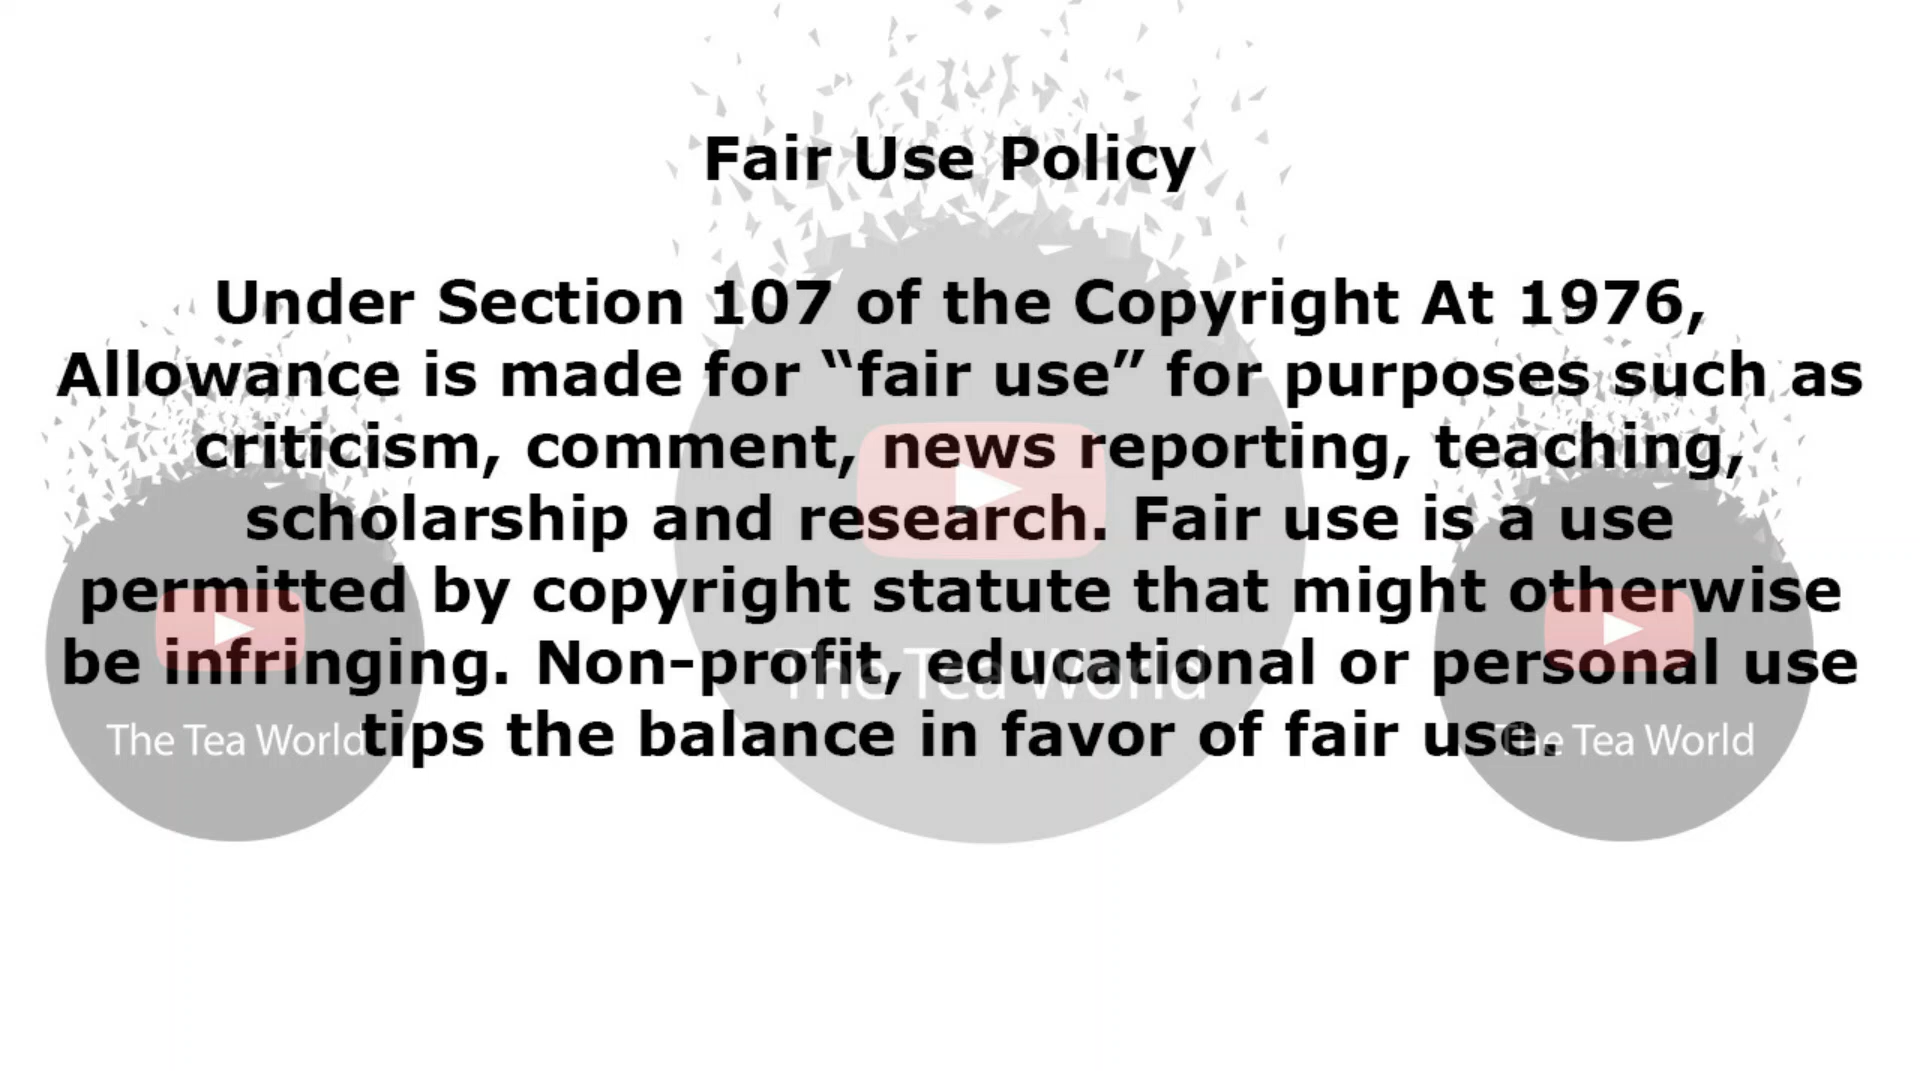 Fair Use Policy
Under Section 107 of the Copyright At 1976,
Allowance is made for “fair use” for purposes such as
criticism, comment, news reporting, teaching,
scholarship and research. Fair use is a use
permitted by copyright statute that might otherwise
be infringing. Non-profit, educational or personal use
The Tea World
tips the balance in favor of fair use.
The Tea World
The Tea World